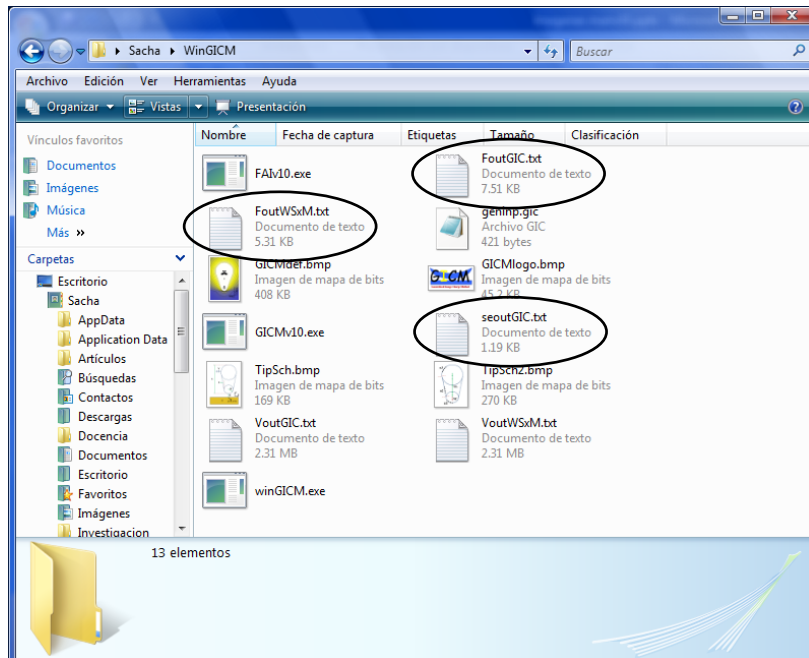 Sacha ▸ WinGICM
Buscar
Archivo Edición Ver Herramientas Ayuda
Organizar Vistas Presentación
Vínculos favoritos
Documentos
Imágenes
Música
Más »
Carpetas
Escritorio
Sacha
AppData
Application Data
Artículos
Búsquedas
Contactos
Descargas
Docencia
Documentos
Escritorio
Favoritos
Imágenes
Investigacion
Nombre Fecha de captura Etiquetas Tamaño Clasificación
FAIv10.exe
FoutGIC.txt
Documento de texto
7.51 KB
FoutWSxM.txt
Documento de texto
5.31 KB
geninp.gic
Archivo GIC
421 bytes
GICMdef.bmp
Imagen de mapa de bits
408 KB
GICM
GICMlogo.bmp
Imagen de mapa de bits
45.2 KB
GICMv10.exe
seoutGIC.txt
Documento de texto
1.19 KB
TipSch.bmp
Imagen de mapa de bits
169 KB
TipSch2.bmp
Imagen de mapa de bits
270 KB
VoutGIC.txt
Documento de texto
2.31 MB
VoutWSxM.txt
Documento de texto
2.31 MB
winGICM.exe
13 elementos